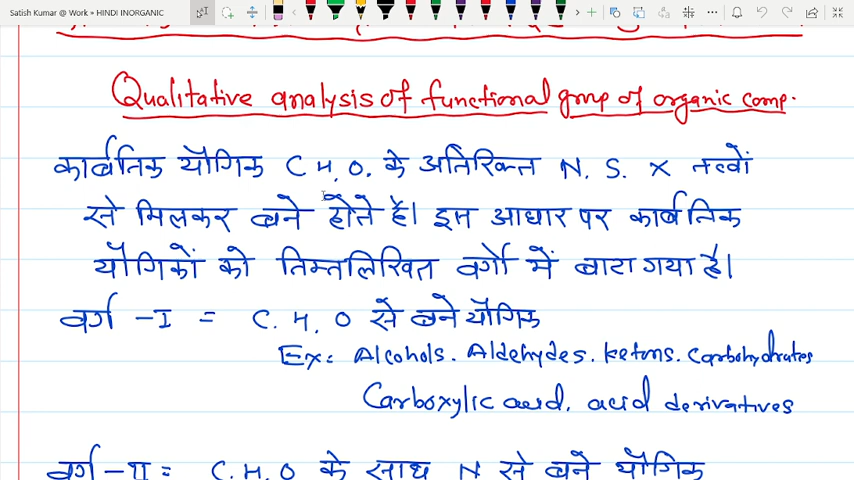 Satish Kumar @ Work » HINDI INORGANIC
Qualitative analysis of functional group of organic comp.
कार्बनिक यौगिक C H, O, के अतिरिक्त N. S. X तत्वों
से मिलकर बने होते है। इस आधार पर कार्बनिक
यौगिकों को निम्नलिखित वर्गो में बाटा गया है।
वर्ग -I = C. H, O से बने यौगिक
Ex= Alcohols. Aldehydes. ketons. carbohydrates
Carboxylic acid, acid derivatives
वर्ग -II = C.H,O के साथ N से बने यौगिक